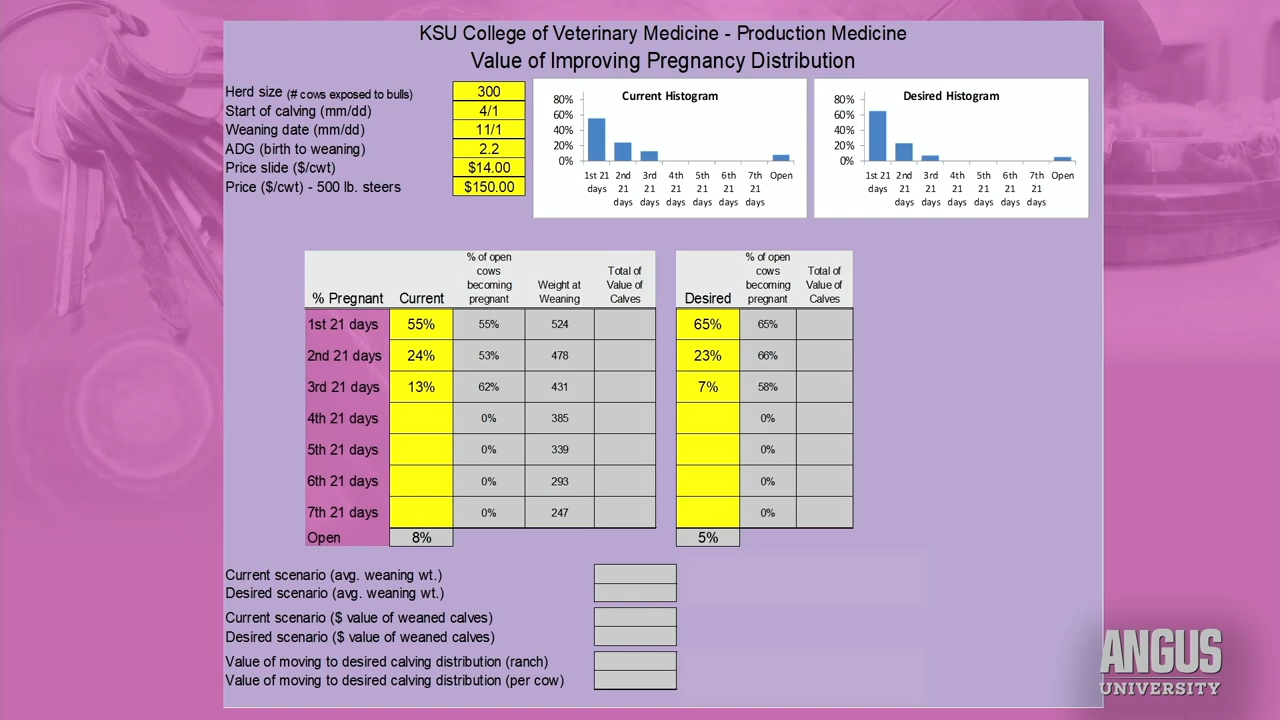 KSU College of Veterinary Medicine - Production Medicine
Value of Improving Pregnancy Distribution
Herd size (# cows exposed to bulls) 300
Start of calving (mm/dd) 4/1
Weaning date (mm/dd) 11/1
ADG (birth to weaning) 2.2
Price slide ($/cwt) $14.00
Price ($/cwt) - 500 lb. steers $150.00
Current Histogram
80%
60%
40%
20%
0%
1st 21 days 2nd 21 days 3rd 21 days 4th 21 days 5th 21 days 6th 21 days 7th 21 days Open
Desired Histogram
80%
60%
40%
20%
0%
1st 21 days 2nd 21 days 3rd 21 days 4th 21 days 5th 21 days 6th 21 days 7th 21 days Open
% Pregnant Current % of open cows becoming pregnant Weight at Weaning Total of Value of Calves Desired % of open cows becoming pregnant Total of Value of Calves
1st 21 days 55% 55% 524 65% 65%
2nd 21 days 24% 53% 478 23% 66%
3rd 21 days 13% 62% 431 7% 58%
4th 21 days 0% 385 0%
5th 21 days 0% 339 0%
6th 21 days 0% 293 0%
7th 21 days 0% 247 0%
Open 8% 5%
Current scenario (avg. weaning wt.)
Desired scenario (avg. weaning wt.)
Current scenario ($ value of weaned calves)
Desired scenario ($ value of weaned calves)
Value of moving to desired calving distribution (ranch)
Value of moving to desired calving distribution (per cow)
ANGUS
UNIVERSITY